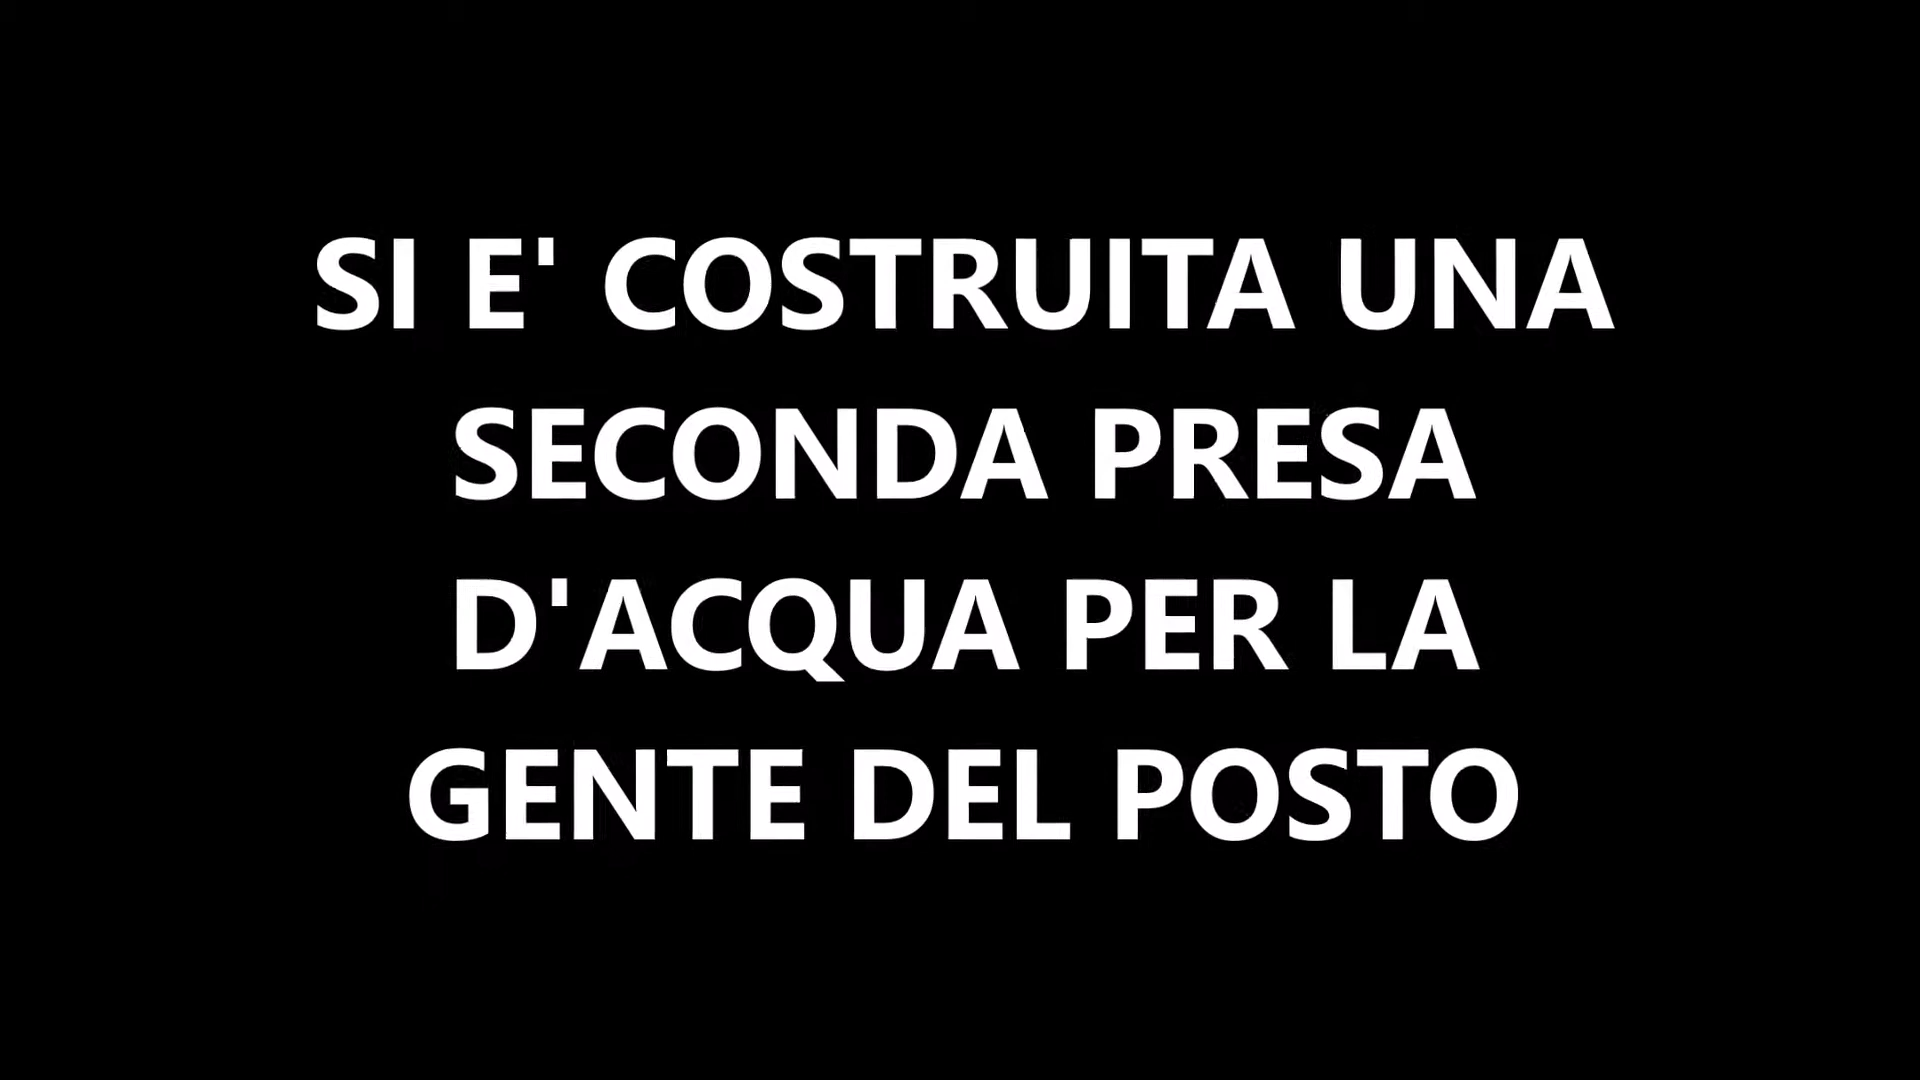 SI E' COSTRUITA UNA
SECONDA PRESA
D'ACQUA PER LA
GENTE DEL POSTO